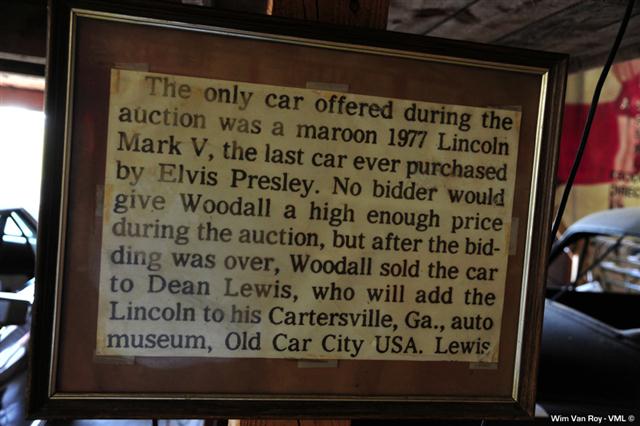 The only car offered during the
auction was a maroon 1977 Lincoln
Mark V, the last car ever purchased
by Elvis Presley. No bidder would
give Woodall a high enough price
during the auction, but after the bid-
ding was over, Woodall sold the car
to Dean Lewis, who will add the
Lincoln to his Cartersville, Ga., auto
museum, Old Car City USA. Lewis
Wim Van Roy - VML ©